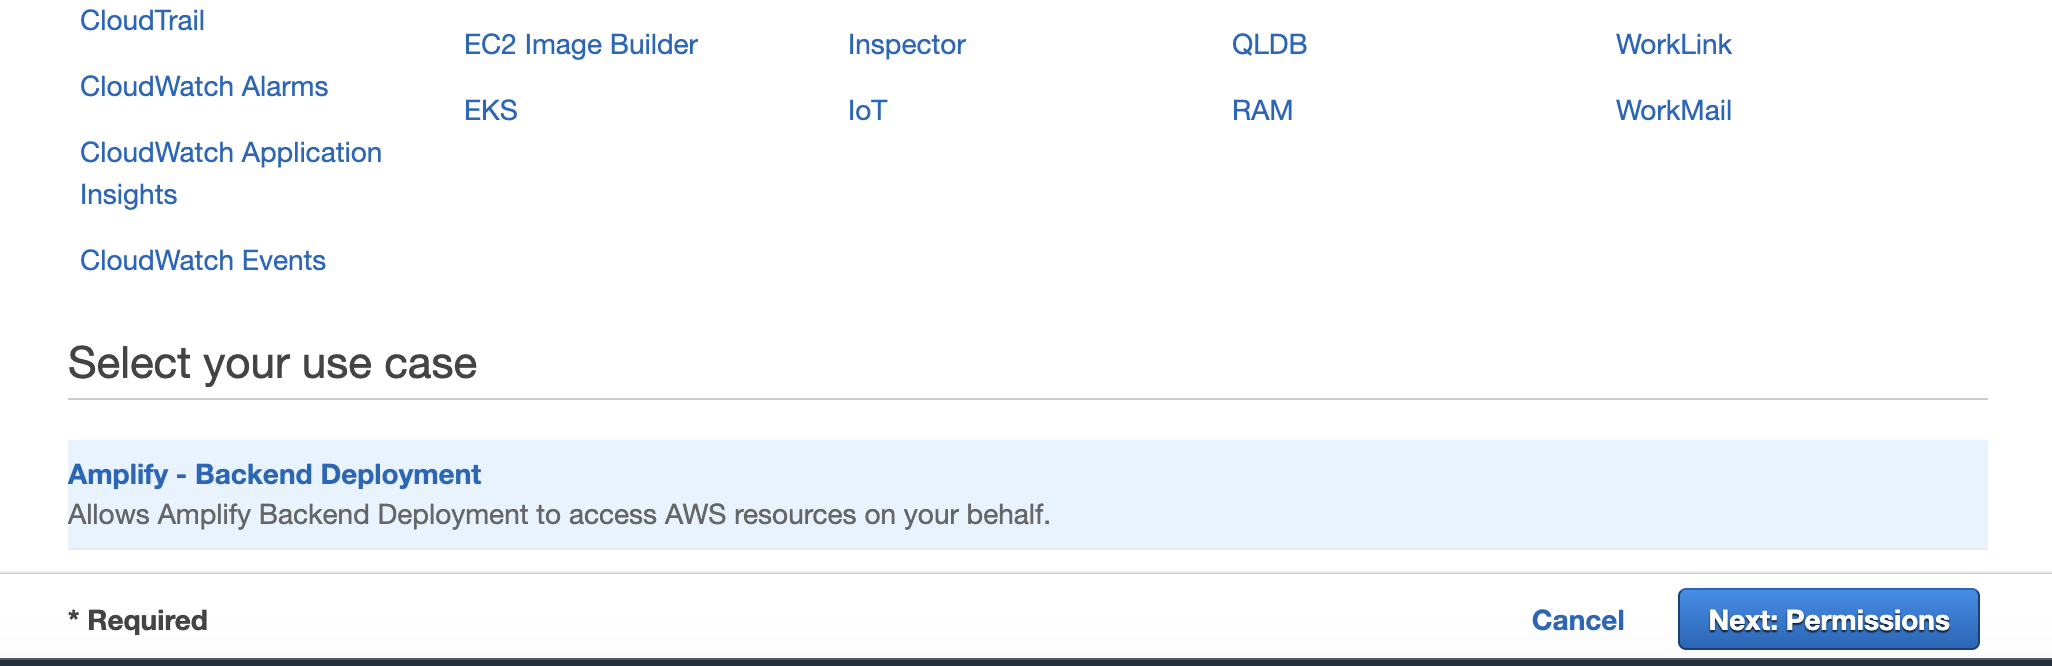 CloudTrail
CloudWatch Alarms
CloudWatch Application
Insights
CloudWatch Events
EC2 Image Builder
EKS
Inspector
IoT
QLDB
RAM
WorkLink
WorkMail
Select your use case
Amplify - Backend Deployment
Allows Amplify Backend Deployment to access AWS resources on your behalf.
* Required
Cancel
Next: Permissions